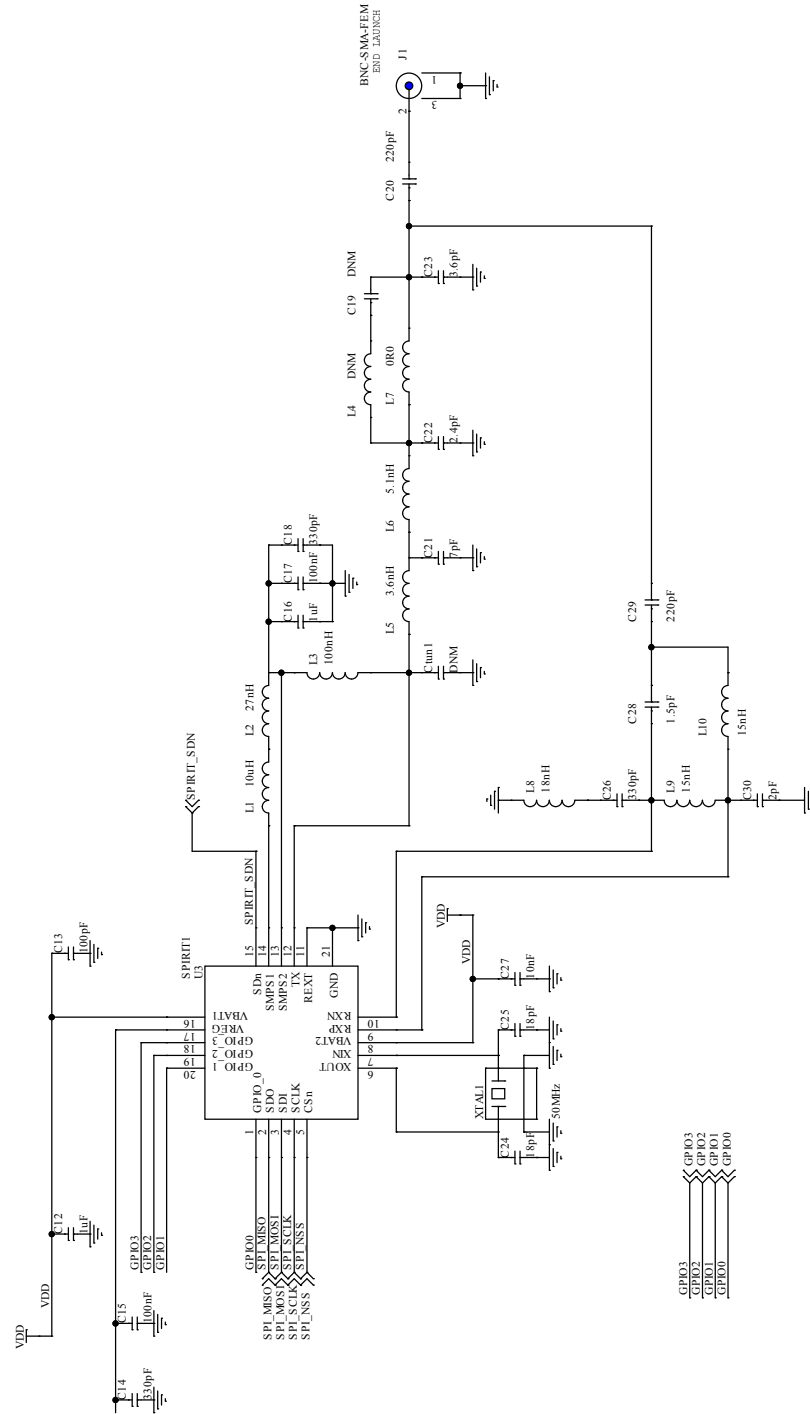 BNC-SMA-FEM
END LAUNCH
J1
1
3
2
220pF
C20
DNM
C19
C23
3.6pF
DNM
L4
0R0
L7
C22
2.4pF
5.1nH
L6
C21
7pF
3.6nH
L5
Ctun1
DNM
C18
330pF
C17
100nF
C16
1uF
L3
100nH
27nH
L2
10uH
L1
SPIRIT_SDN
SPIRIT_SDN
C29
220pF
C28
1.5pF
L10
15nH
L8
18nH
C26
330pF
L9
15nH
C30
2pF
C13
100pF
SPIRIT1
U3
15
14
13
12
11
21
SDn
SMPS1
SMPS2
TX
REXT
GND
VBAT1
VREG
GPIO_3
GPIO_2
GPIO_1
16
17
18
19
20
GPIO_0
SDO
SDI
SCLK
CSn
1
2
3
4
5
RXN
RXP
VBAT2
XIN
XOUT
10
9
8
7
6
VDD
VDD
C27
10nF
C25
18pF
XTAL1
50MHz
C24
18pF
C12
1uF
VDD
VDD
C15
100nF
C14
330pF
GPIO3
GPIO2
GPIO1
GPIO0
SPI_MISO
SPI_MOSI
SPI_SCLK
SPI_NSS
SPI_MISO
SPI_MOSI
SPI_SCLK
SPI_NSS
GPIO3
GPIO2
GPIO1
GPIO0
GPIO3
GPIO2
GPIO1
GPIO0